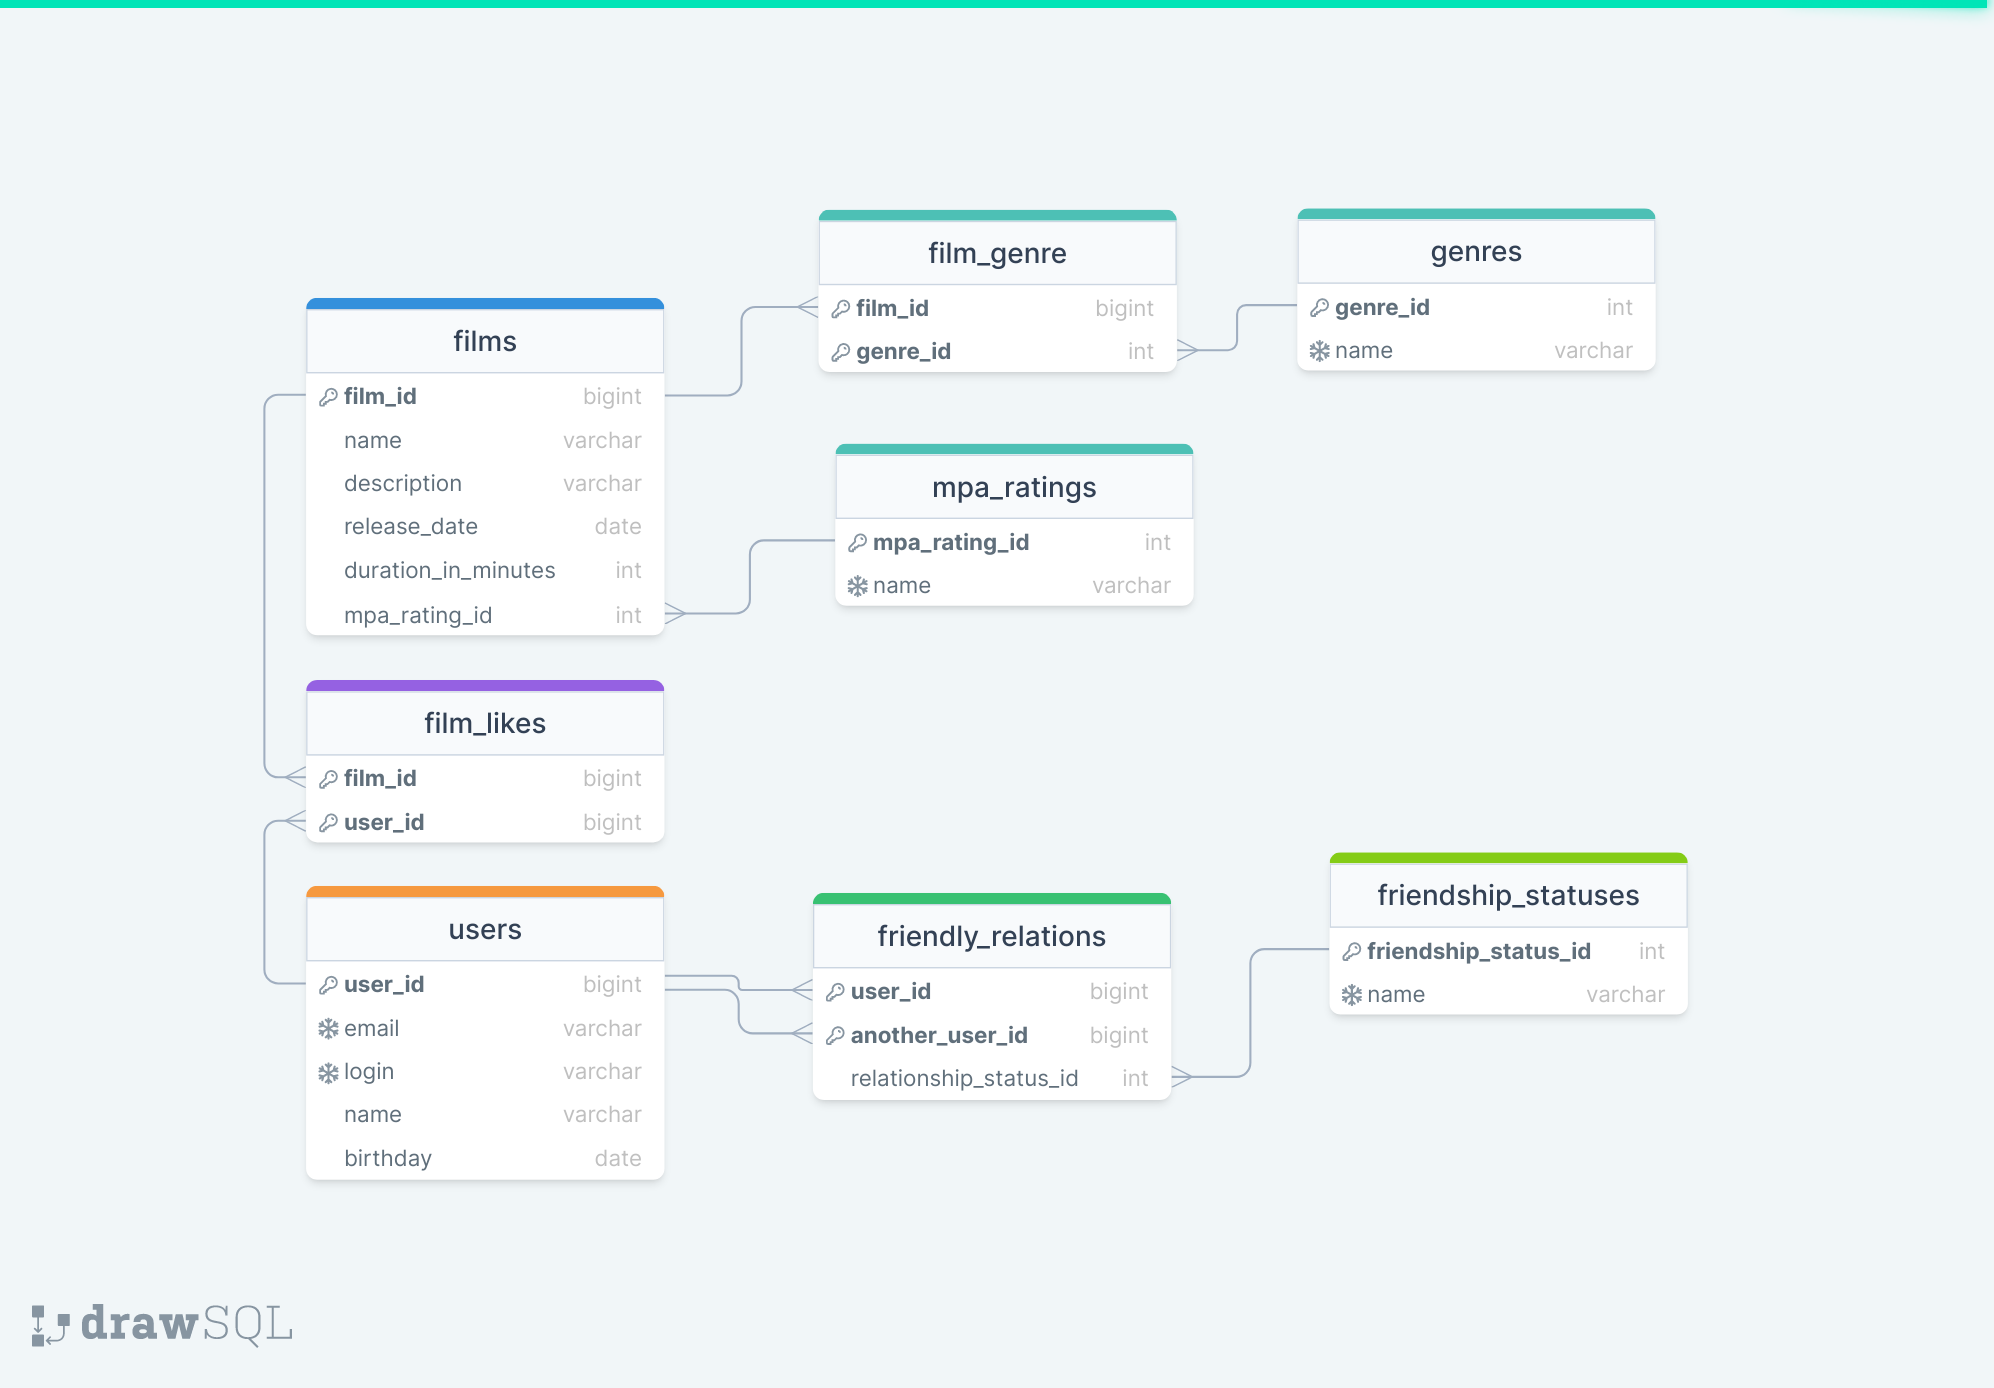 films
film_id bigint
name varchar
description varchar
release_date date
duration_in_minutes int
mpa_rating_id int
film_genre
film_id bigint
genre_id int
genres
genre_id int
name varchar
mpa_ratings
mpa_rating_id int
name varchar
film_likes
film_id bigint
user_id bigint
users
user_id bigint
email varchar
login varchar
name varchar
birthday date
friendly_relations
user_id bigint
another_user_id bigint
relationship_status_id int
friendship_statuses
friendship_status_id int
name varchar
drawSQL